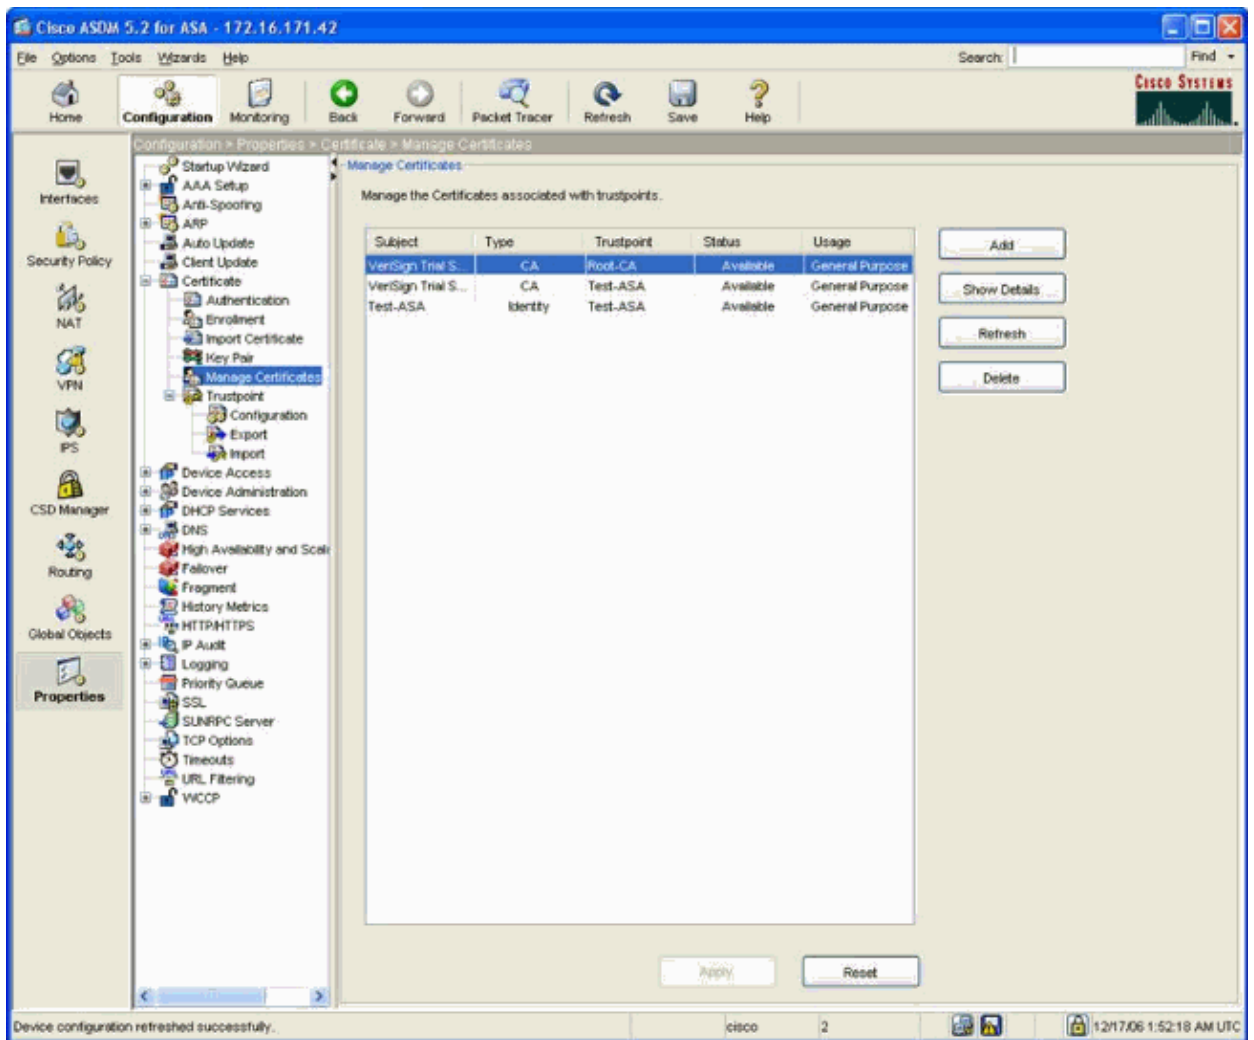 Cisco ASDM 5.2 for ASA - 172.16.171.42
File Options Tools Wizards Help Search: Find
Home Configuration Monitoring Back Forward Packet Tracer Refresh Save Help
CISCO SYSTEMS
Configuration > Properties > Certificate > Manage Certificates
Interfaces
Security Policy
NAT
VPN
IPS
CSD Manager
Routing
Global Objects
Properties
Startup Wizard
AAA Setup
Anti-Spoofing
ARP
Auto Update
Client Update
Certificate
Authentication
Enrollment
Import Certificate
Key Pair
Manage Certificates
Trustpoint
Configuration
Export
Import
Device Access
Device Administration
DHCP Services
DNS
High Availability and Scal
Failover
Fragment
History Metrics
HTTP/HTTPS
IP Audit
Logging
Priority Queue
SSL
SUNRPC Server
TCP Options
Timeouts
URL Filtering
WCCP
Manage Certificates
Manage the Certificates associated with trustpoints.
Subject Type Trustpoint Status Usage
VeriSign Trial S... CA Root-CA Available General Purpose
VeriSign Trial S... CA Test-ASA Available General Purpose
Test-ASA Identity Test-ASA Available General Purpose
Add
Show Details
Refresh
Delete
Apply Reset
Device configuration refreshed successfully. cisco 2 12/17/06 1:52:18 AM UTC